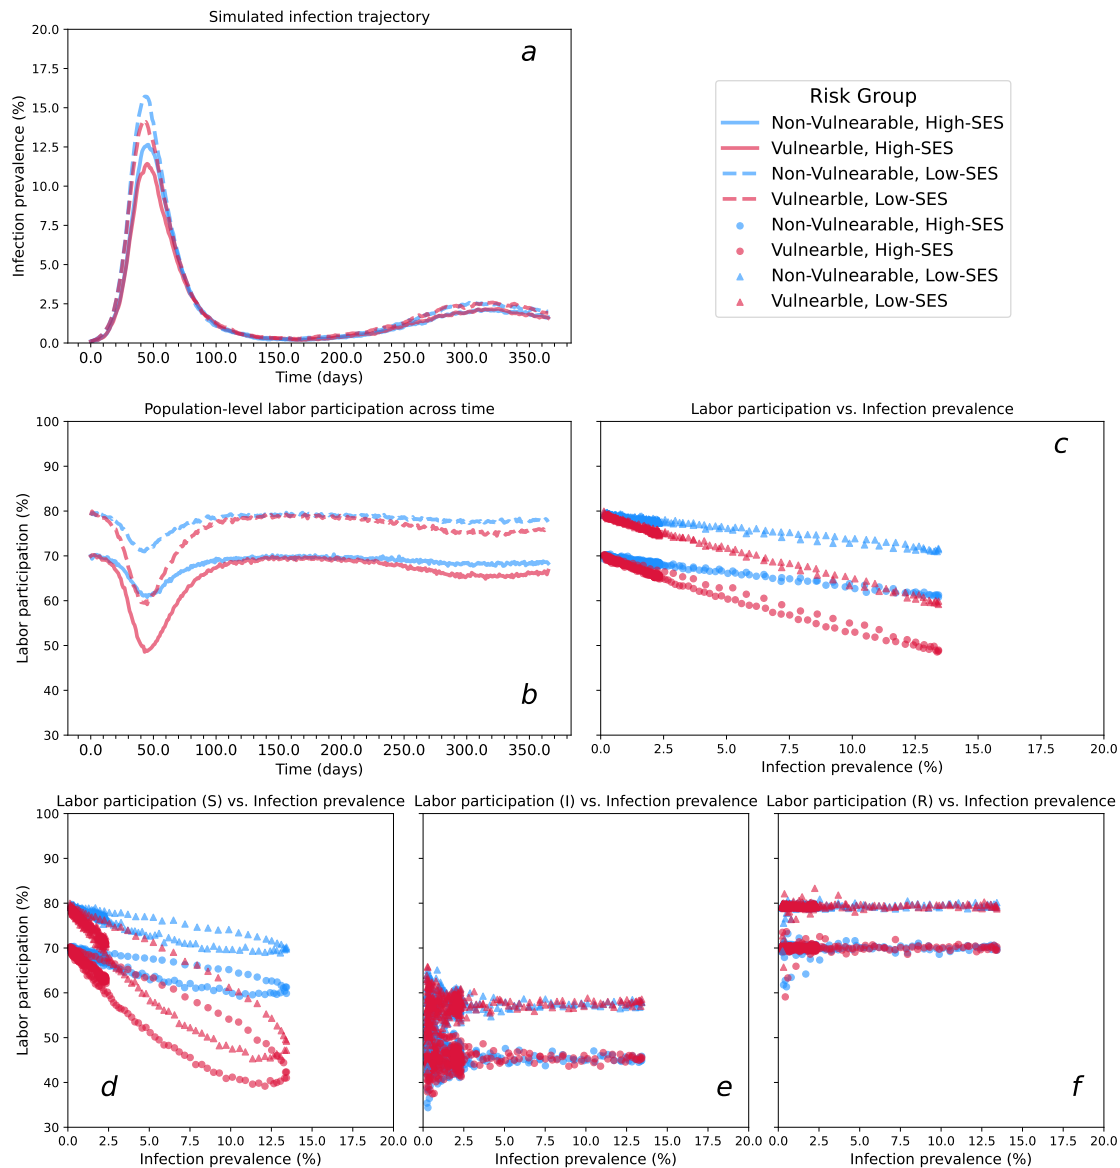 Simulated infection trajectory
a
20.0
17.5
15.0
12.5
10.0
7.5
5.0
2.5
0.0
Infection prevalence (%)
0.0 50.0 100.0 150.0 200.0 250.0 300.0 350.0
Time (days)
Risk Group
Non-Vulnearable, High-SES
Vulnearble, High-SES
Non-Vulnearable, Low-SES
Vulnearble, Low-SES
Non-Vulnearable, High-SES
Vulnearble, High-SES
Non-Vulnearable, Low-SES
Vulnearble, Low-SES
Population-level labor participation across time
100
90
80
70
60
50
40
30
Labor participation (%)
b
0.0 50.0 100.0 150.0 200.0 250.0 300.0 350.0
Time (days)
Labor participation vs. Infection prevalence
c
0.0 2.5 5.0 7.5 10.0 12.5 15.0 17.5 20.0
Infection prevalence (%)
Labor participation (S) vs. Infection prevalence
100
90
80
70
60
50
40
30
Labor participation (%)
d
0.0 2.5 5.0 7.5 10.0 12.5 15.0 17.5 20.0
Infection prevalence (%)
Labor participation (I) vs. Infection prevalence
e
0.0 2.5 5.0 7.5 10.0 12.5 15.0 17.5 20.0
Infection prevalence (%)
Labor participation (R) vs. Infection prevalence
f
0.0 2.5 5.0 7.5 10.0 12.5 15.0 17.5 20.0
Infection prevalence (%)